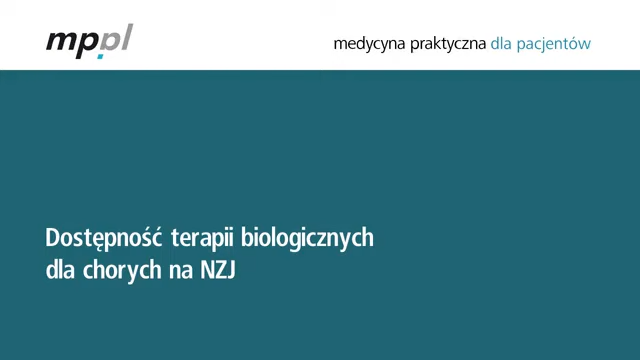 mp.pl
medycyna praktyczna dla pacjentów
Dostępność terapii biologicznych
dla chorych na NZJ